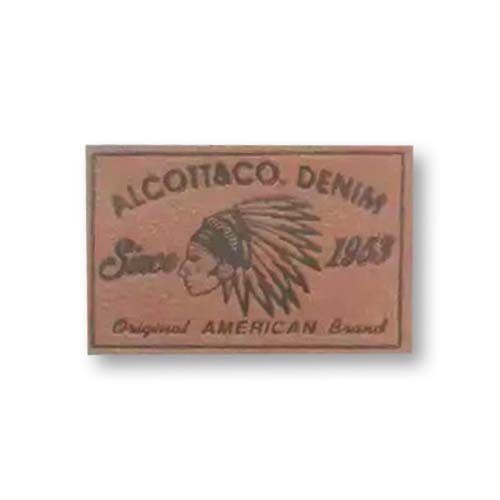 ALCOTT&CO. DENIM
Since 1963
Original AMERICAN Brand